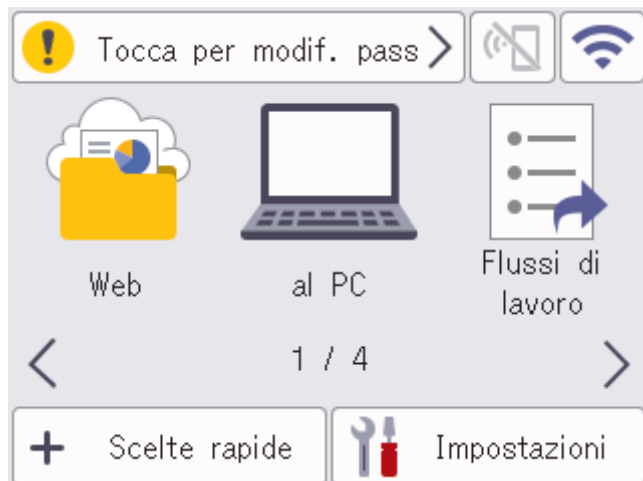 Tocca per modif. pass
Web
al PC
Flussi di
lavoro
1 / 4
Scelte rapide
Impostazioni